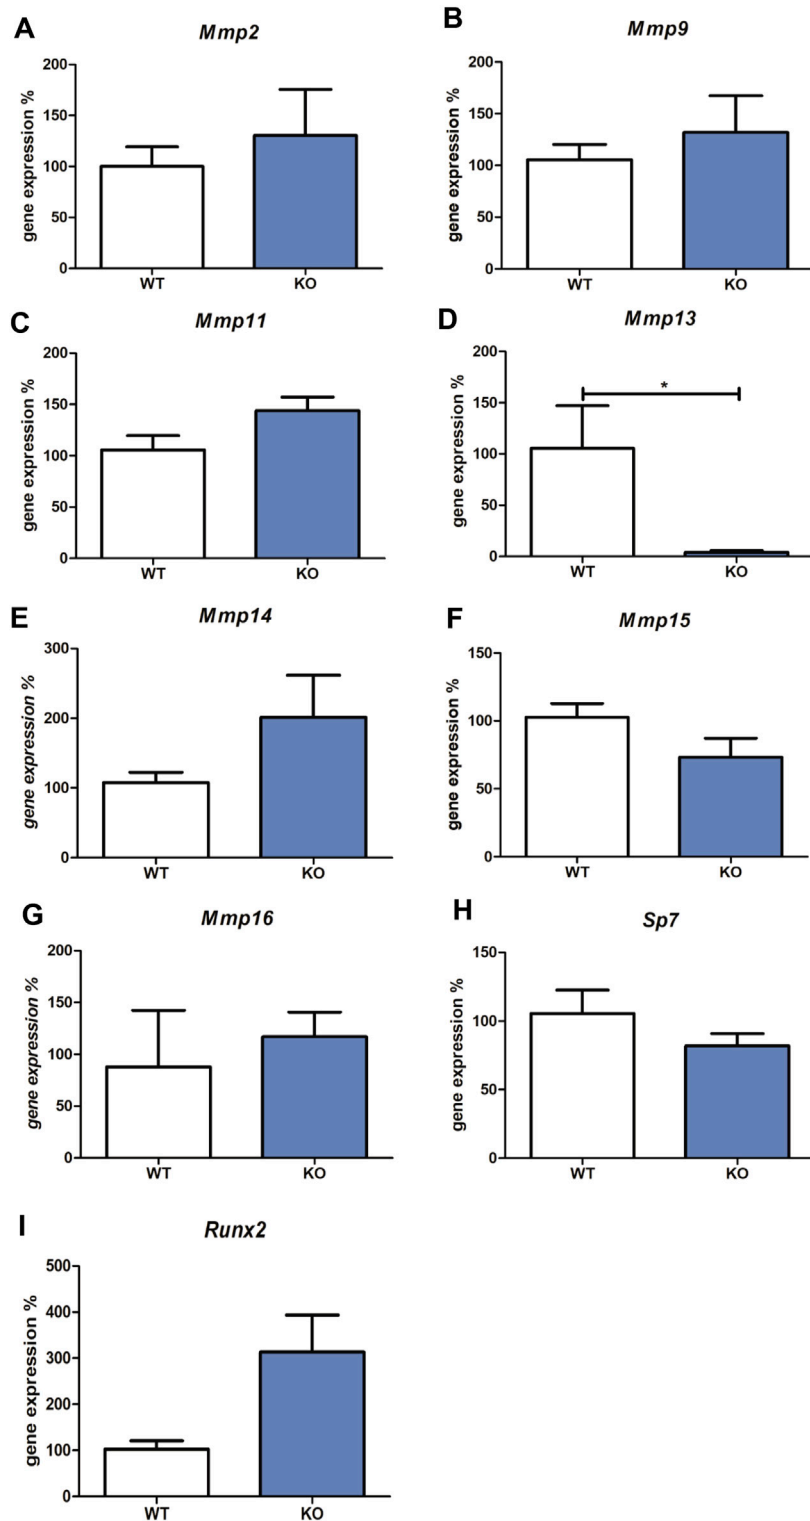 A
Mmp2
gene expression %
200
150
100
50
0
WT
KO
B
Mmp9
gene expression %
200
150
100
50
0
WT
KO
C
Mmp11
gene expression %
200
150
100
50
0
WT
KO
D
Mmp13
gene expression %
200
150
100
50
0
*
WT
KO
E
Mmp14
gene expression %
300
200
100
0
WT
KO
F
Mmp15
gene expression %
150
100
50
0
WT
KO
G
Mmp16
gene expression %
200
150
100
50
0
WT
KO
H
Sp7
gene expression %
150
100
50
0
WT
KO
I
Runx2
gene expression %
500
400
300
200
100
0
WT
KO